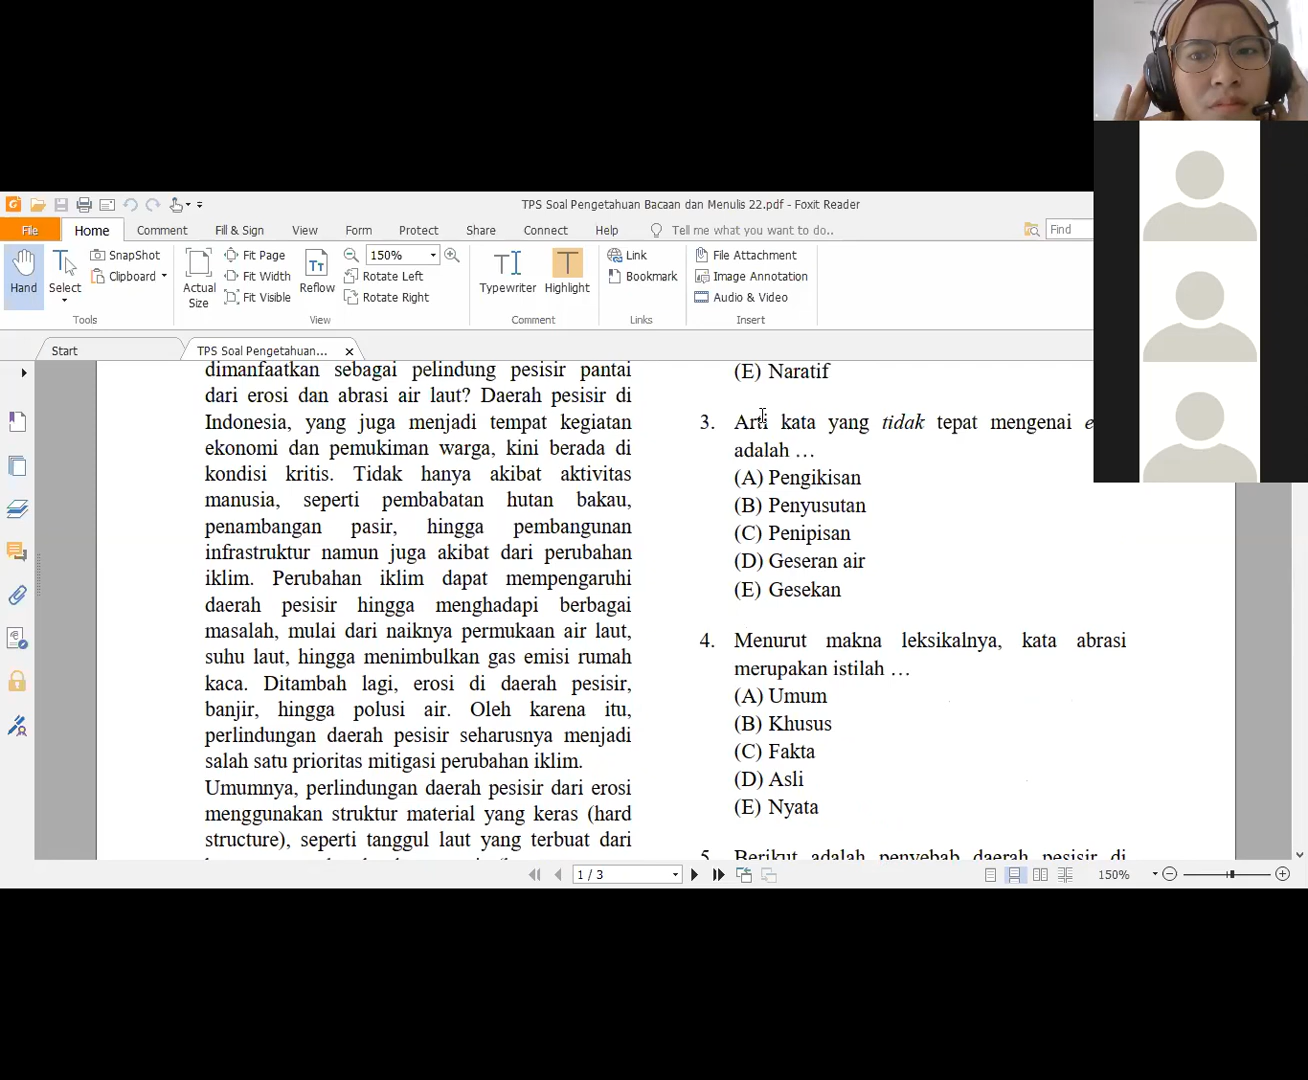 TPS Soal Pengetahuan Bacaan dan Menulis 22.pdf - Foxit Reader
File Home Comment Fill & Sign View Form Protect Share Connect Help Tell me what you want to do.. Find
Hand
Select
SnapShot
Clipboard
Tools
Actual Size
Fit Page
Fit Width
Fit Visible
Reflow
150%
Rotate Left
Rotate Right
View
Typewriter
Highlight
Comment
Link
Bookmark
Links
File Attachment
Image Annotation
Audio & Video
Insert
Start
TPS Soal Pengetahuan...
dimanfaatkan sebagai pelindung pesisir pantai
dari erosi dan abrasi air laut? Daerah pesisir di
Indonesia, yang juga menjadi tempat kegiatan
ekonomi dan pemukiman warga, kini berada di
kondisi kritis. Tidak hanya akibat aktivitas
manusia, seperti pembabatan hutan bakau,
penambangan pasir, hingga pembangunan
infrastruktur namun juga akibat dari perubahan
iklim. Perubahan iklim dapat mempengaruhi
daerah pesisir hingga menghadapi berbagai
masalah, mulai dari naiknya permukaan air laut,
suhu laut, hingga menimbulkan gas emisi rumah
kaca. Ditambah lagi, erosi di daerah pesisir,
banjir, hingga polusi air. Oleh karena itu,
perlindungan daerah pesisir seharusnya menjadi
salah satu prioritas mitigasi perubahan iklim.
Umumnya, perlindungan daerah pesisir dari erosi
menggunakan struktur material yang keras (hard
structure), seperti tanggul laut yang terbuat dari
(E) Naratif
3. Arti kata yang tidak tepat mengenai
adalah …
(A) Pengikisan
(B) Penyusutan
(C) Penipisan
(D) Geseran air
(E) Gesekan
4. Menurut makna leksikalnya, kata abrasi
merupakan istilah …
(A) Umum
(B) Khusus
(C) Fakta
(D) Asli
(E) Nyata
5. Berikut adalah penyebab daerah pesisir di
1 / 3
150%